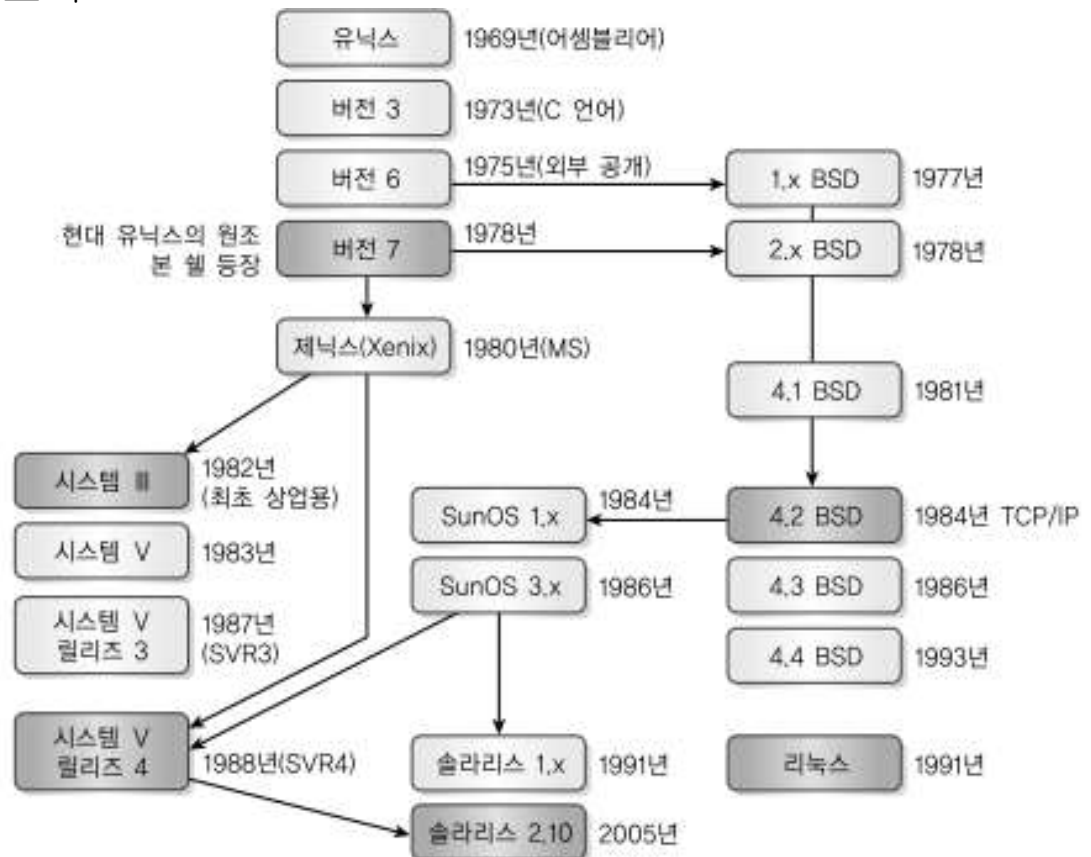 유닉스 1969년(어셈블리어)
버전 3 1973년(C 언어)
버전 6 1975년(외부 공개) 1.x BSD 1977년
현대 유닉스의 원조
본 쉘 등장
버전 7 1978년 2.x BSD 1978년
제닉스(Xenix) 1980년(MS)
4.1 BSD 1981년
시스템 Ⅲ 1982년
(최초 상업용)
SunOS 1.x 1984년 4.2 BSD 1984년 TCP/IP
시스템 V 1983년
SunOS 3.x 1986년 4.3 BSD 1986년
시스템 V
릴리즈 3
1987년
(SVR3)
4.4 BSD 1993년
시스템 V
릴리즈 4
1988년(SVR4) 솔라리스 1.x 1991년 리눅스 1991년
솔라리스 2.10 2005년